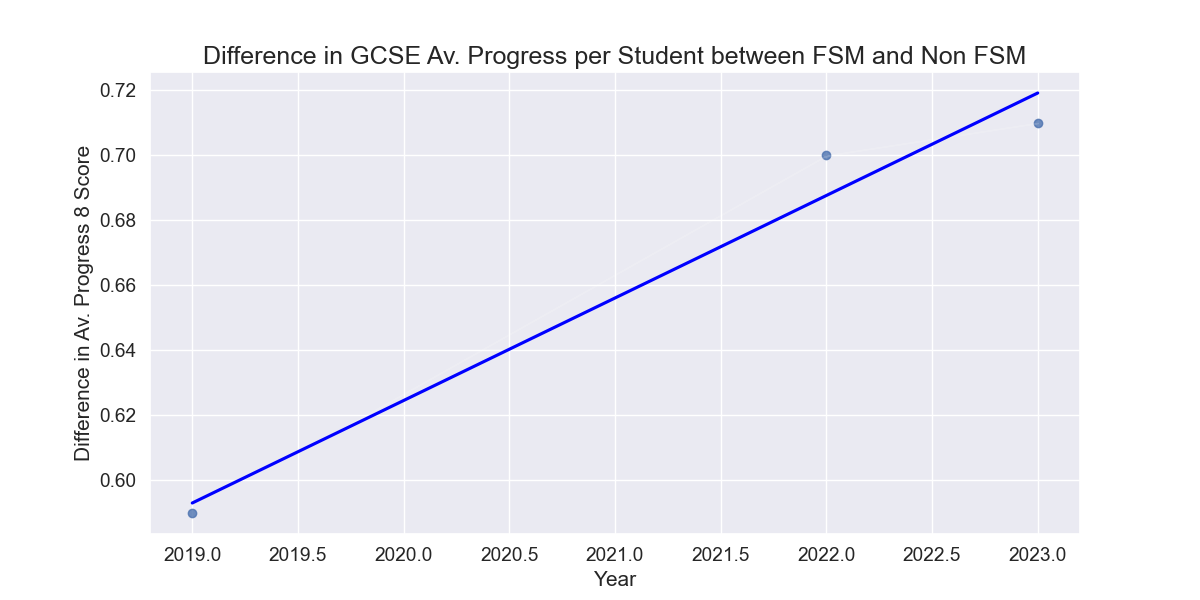 Difference in GCSE Av. Progress per Student between FSM and Non FSM
Difference in Av. Progress 8 Score
0.72
0.70
0.68
0.66
0.64
0.62
0.60
2019.0 2019.5 2020.0 2020.5 2021.0 2021.5 2022.0 2022.5 2023.0
Year